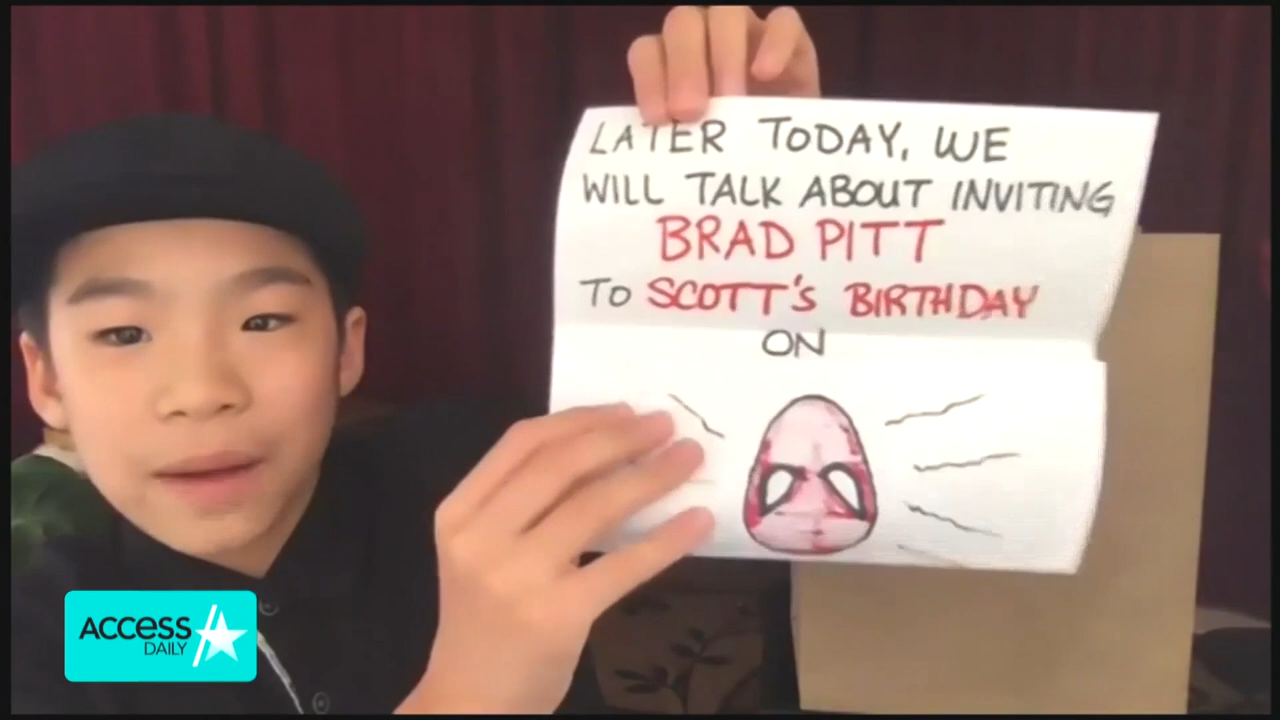 LATER TODAY, WE
WILL TALK ABOUT INVITING
BRAD PITT
TO SCOTT'S BIRTHDAY
ON
ACCESS
DAILY